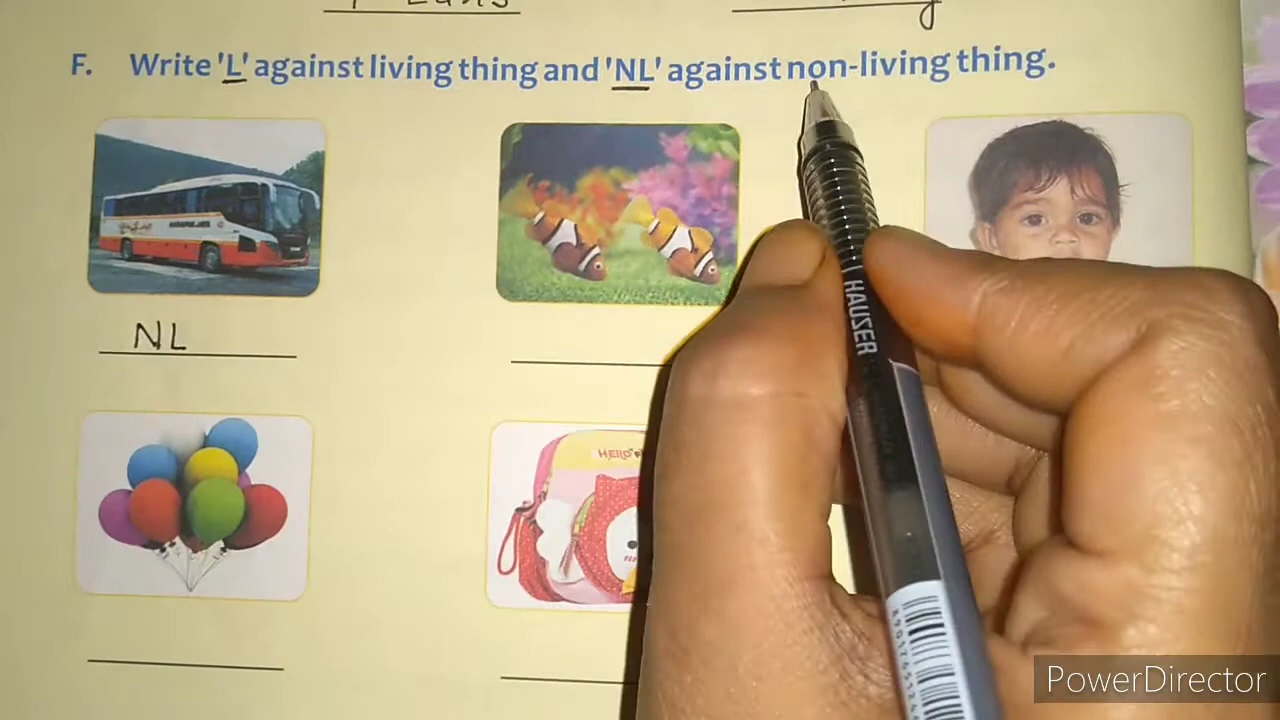 F. Write 'L' against living thing and 'NL' against non-living thing.
NL
HAUSER
PowerDirector